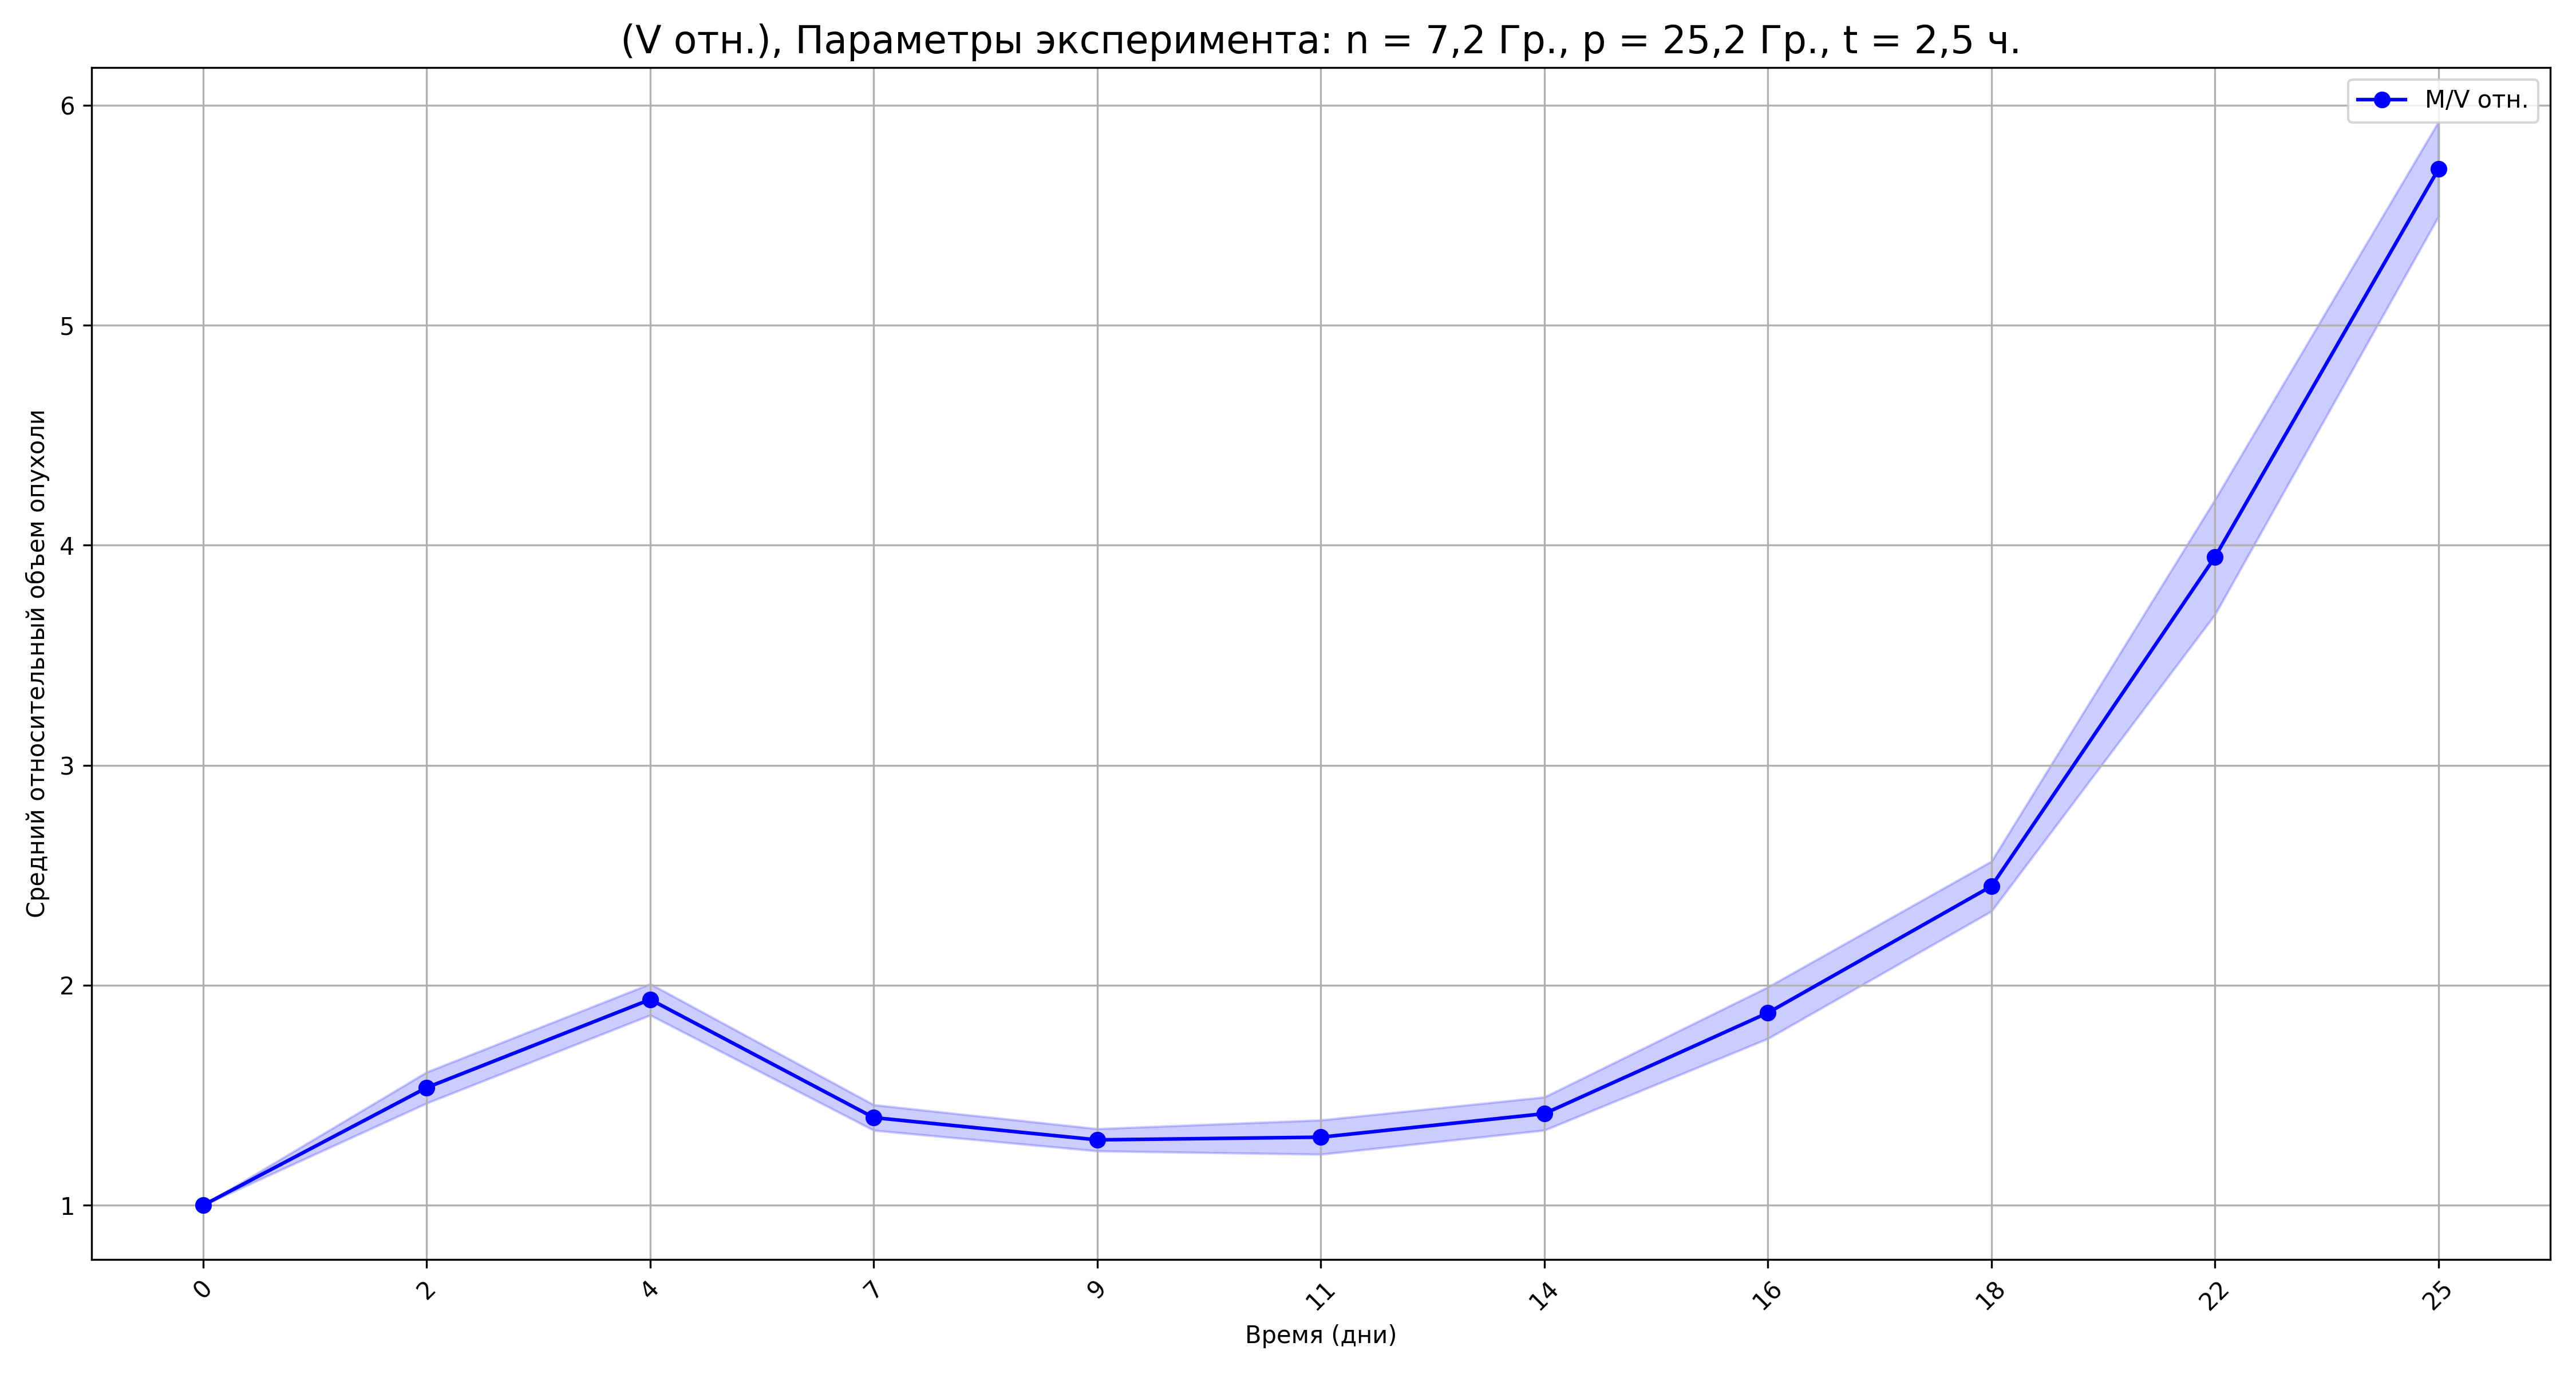 (V отн.), Параметры эксперимента: n = 7,2 Гр., p = 25,2 Гр., t = 2,5 ч.
M/V отн.
Средний относительный объем опухоли
6
5
4
3
2
1
0 2 4 7 9 11 14 16 18 22 25
Время (дни)